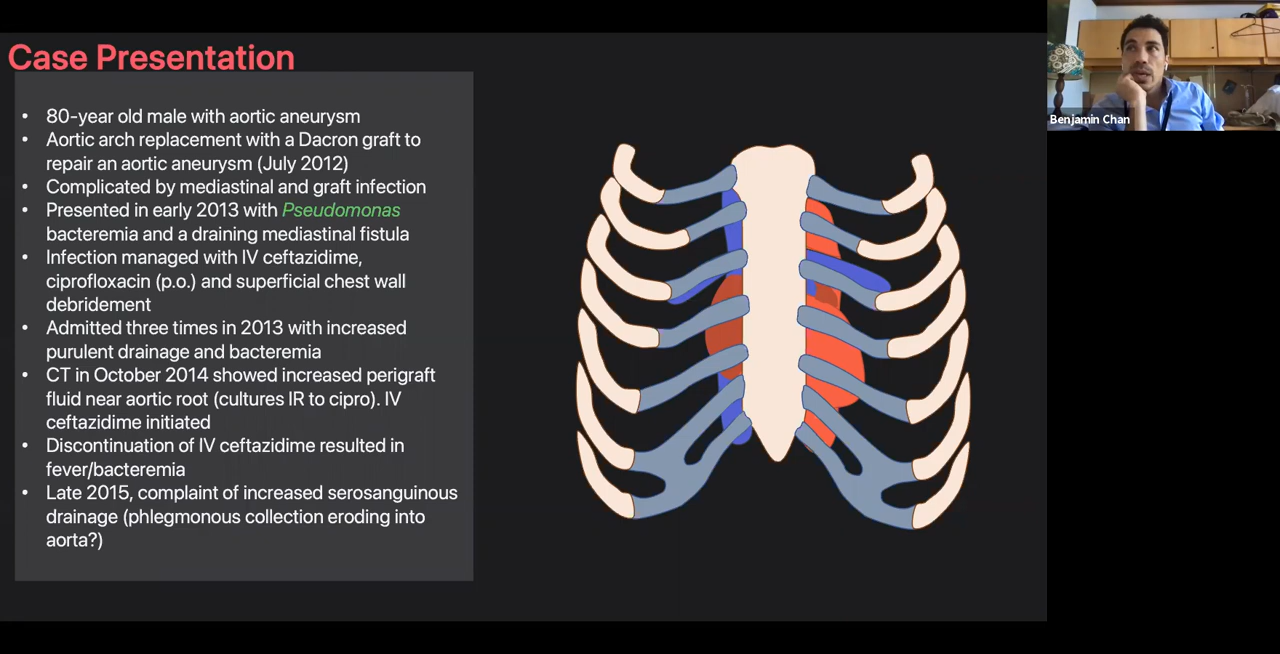 Case Presentation
• 80-year old male with aortic aneurysm
• Aortic arch replacement with a Dacron graft to
repair an aortic aneurysm (July 2012)
• Complicated by mediastinal and graft infection
• Presented in early 2013 with Pseudomonas
bacteremia and a draining mediastinal fistula
• Infection managed with IV ceftazidime,
ciprofloxacin (p.o.) and superficial chest wall
debridement
• Admitted three times in 2013 with increased
purulent drainage and bacteremia
• CT in October 2014 showed increased perigraft
fluid near aortic root (cultures IR to cipro). IV
ceftazidime initiated
• Discontinuation of IV ceftazidime resulted in
fever/bacteremia
• Late 2015, complaint of increased serosanguinous
drainage (phlegmonous collection eroding into
aorta?)
Benjamin Chan